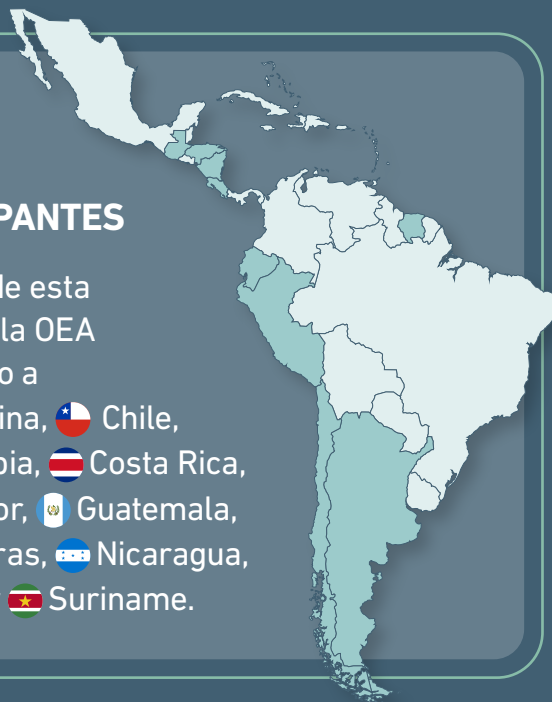 PANTES
de esta
la OEA
o a
ina, Chile,
bia, Costa Rica,
or, Guatemala,
ras, Nicaragua,
Suriname.